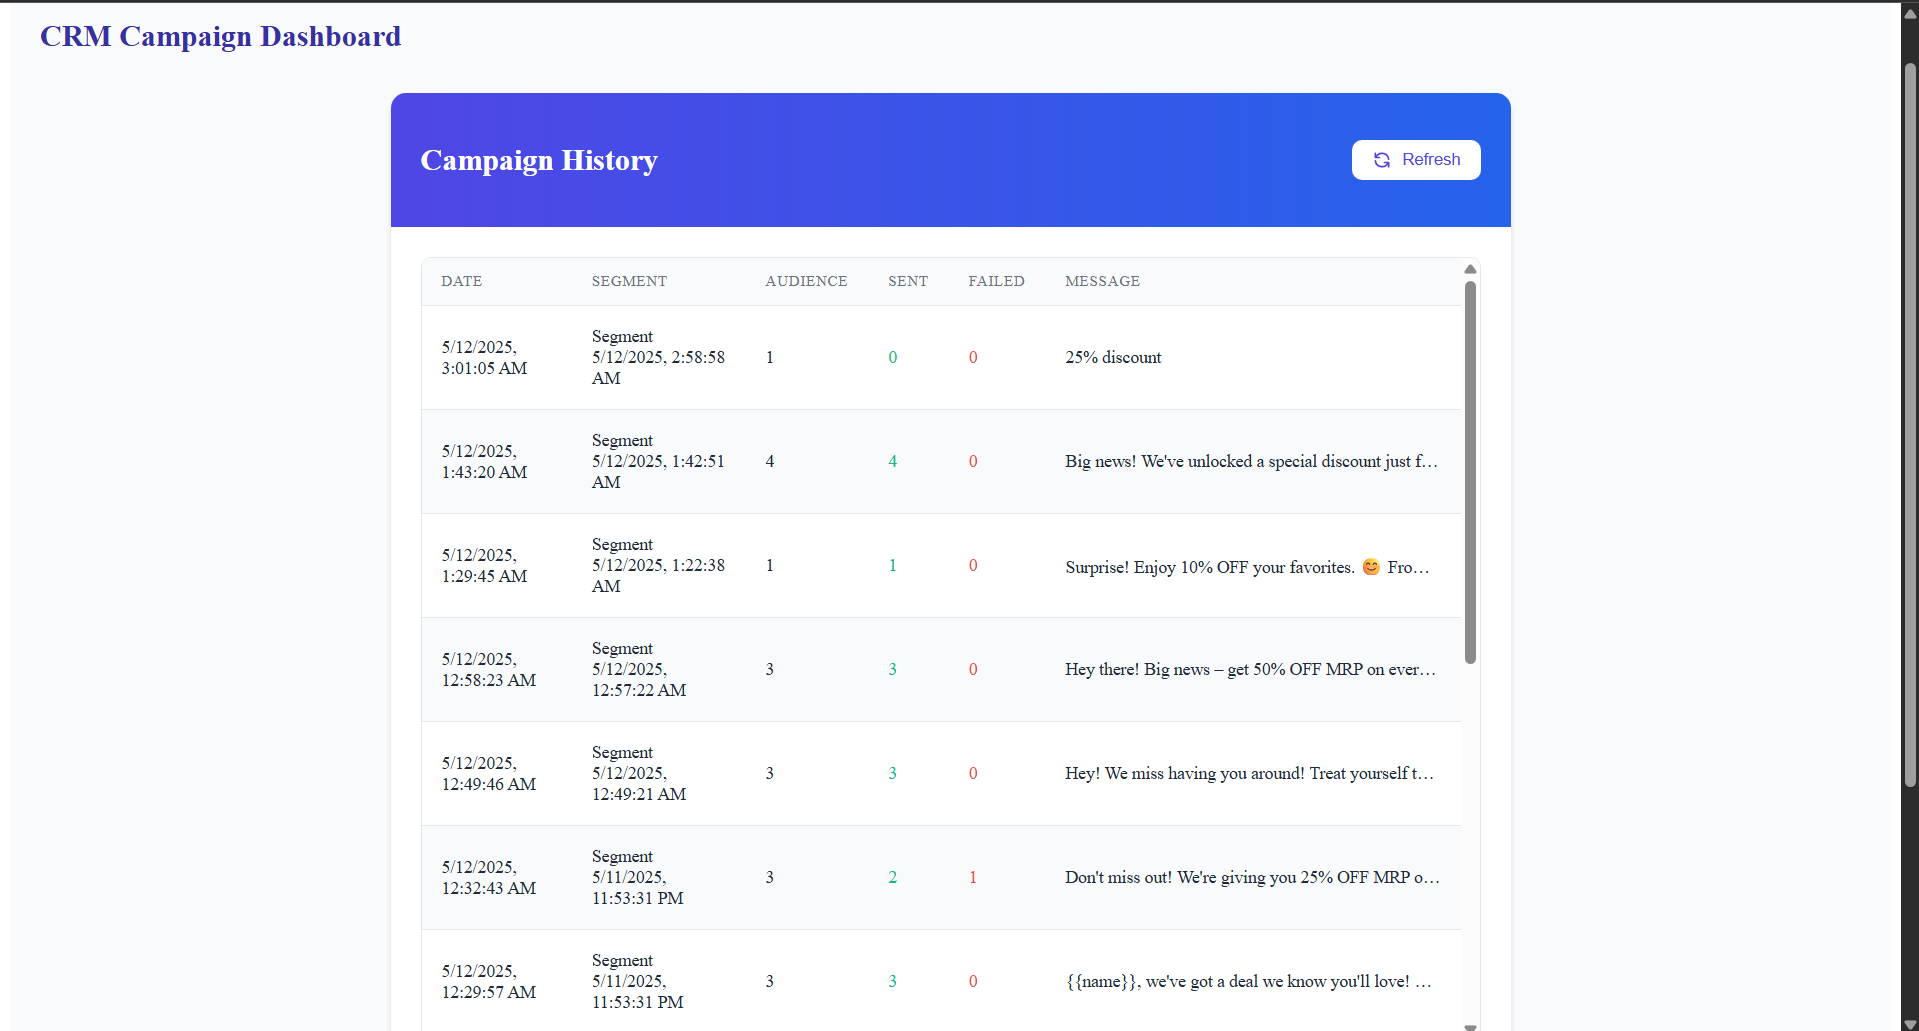 CRM Campaign Dashboard
Campaign History
Refresh
DATE SEGMENT AUDIENCE SENT FAILED MESSAGE
5/12/2025,
3:01:05 AM
Segment
5/12/2025, 2:58:58
AM
1
0
0
25% discount
5/12/2025,
1:43:20 AM
Segment
5/12/2025, 1:42:51
AM
4
4
0
Big news! We've unlocked a special discount just f…
5/12/2025,
1:29:45 AM
Segment
5/12/2025, 1:22:38
AM
1
1
0
Surprise! Enjoy 10% OFF your favorites. 😊 Fro…
5/12/2025,
12:58:23 AM
Segment
5/12/2025,
12:57:22 AM
3
3
0
Hey there! Big news – get 50% OFF MRP on ever…
5/12/2025,
12:49:46 AM
Segment
5/12/2025,
12:49:21 AM
3
3
0
Hey! We miss having you around! Treat yourself t…
5/12/2025,
12:32:43 AM
Segment
5/11/2025,
11:53:31 PM
3
2
1
Don't miss out! We're giving you 25% OFF MRP o…
5/12/2025,
12:29:57 AM
Segment
5/11/2025,
11:53:31 PM
3
3
0
{{name}}, we've got a deal we know you'll love! …